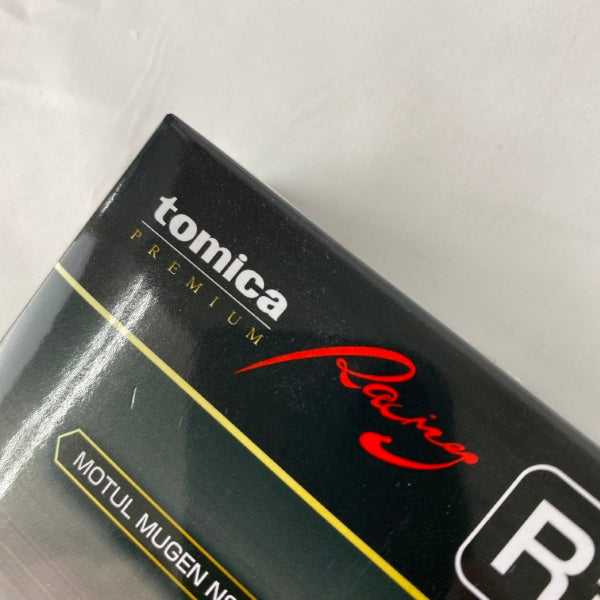 tomica
PREMIUM
Racing
MOTUL MUGEN
R